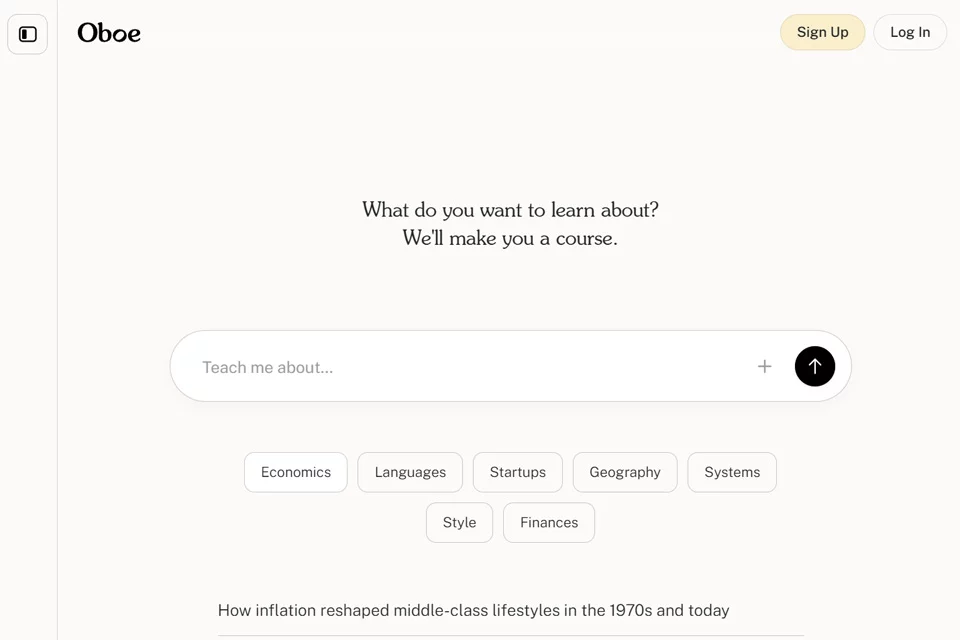 Oboe
Sign Up
Log In
What do you want to learn about?
We'll make you a course.
Teach me about...
Economics
Languages
Startups
Geography
Systems
Style
Finances
How inflation reshaped middle-class lifestyles in the 1970s and today